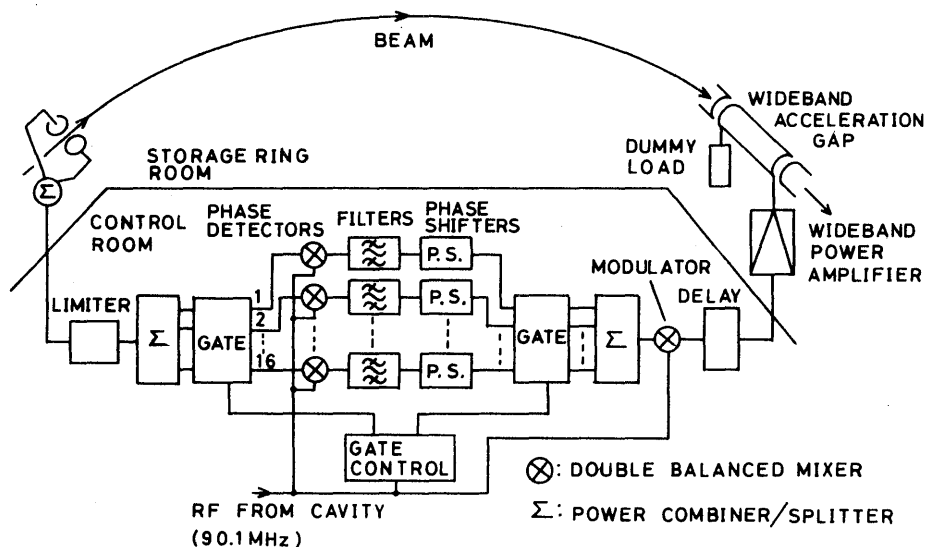 BEAM
WIDEBAND
ACCELERATION
GAP
DUMMY
LOAD
Σ
STORAGE RING
ROOM
CONTROL
ROOM
PHASE
DETECTORS
FILTERS
PHASE
SHIFTERS
WIDEBAND
POWER
AMPLIFIER
MODULATOR
DELAY
LIMITER
Σ
GATE
1
2
16
P. S.
P. S.
P. S.
GATE
Σ
GATE
CONTROL
RF FROM CAVITY
(90.1MHz)
⊗: DOUBLE BALANCED MIXER
Σ: POWER COMBINER/SPLITTER